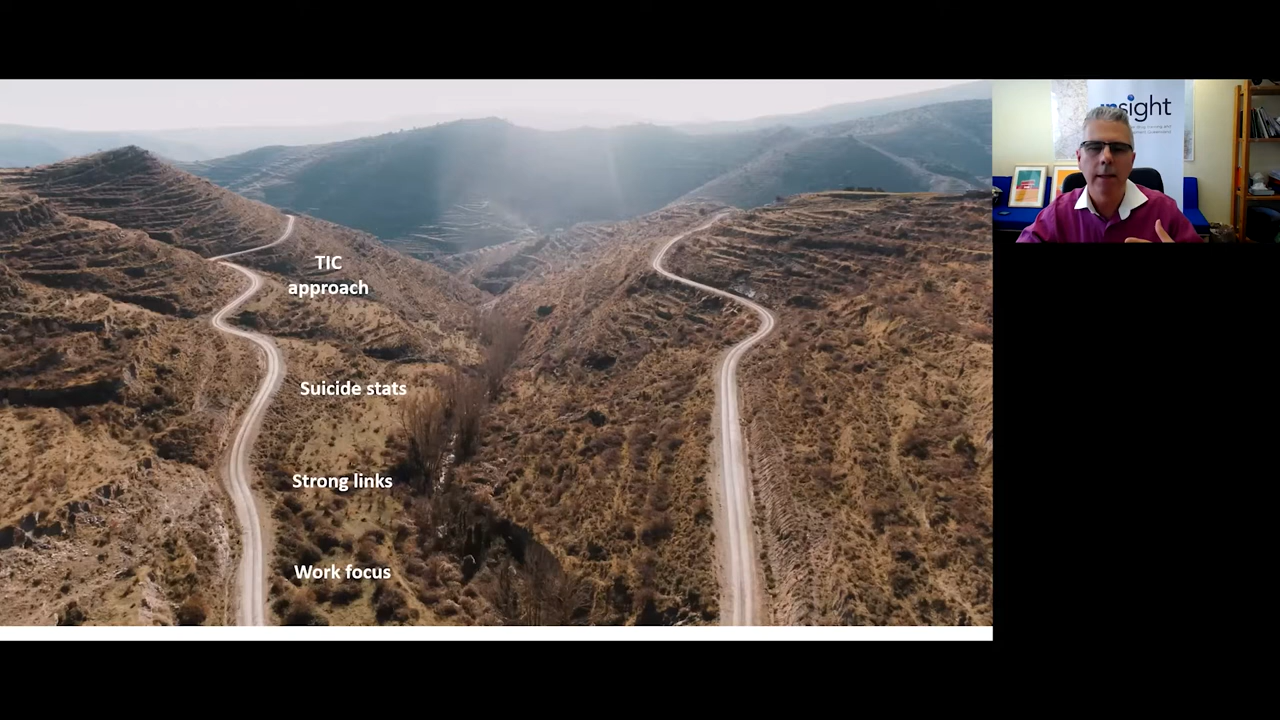 TIC
approach
Suicide stats
Strong links
Work focus
insight